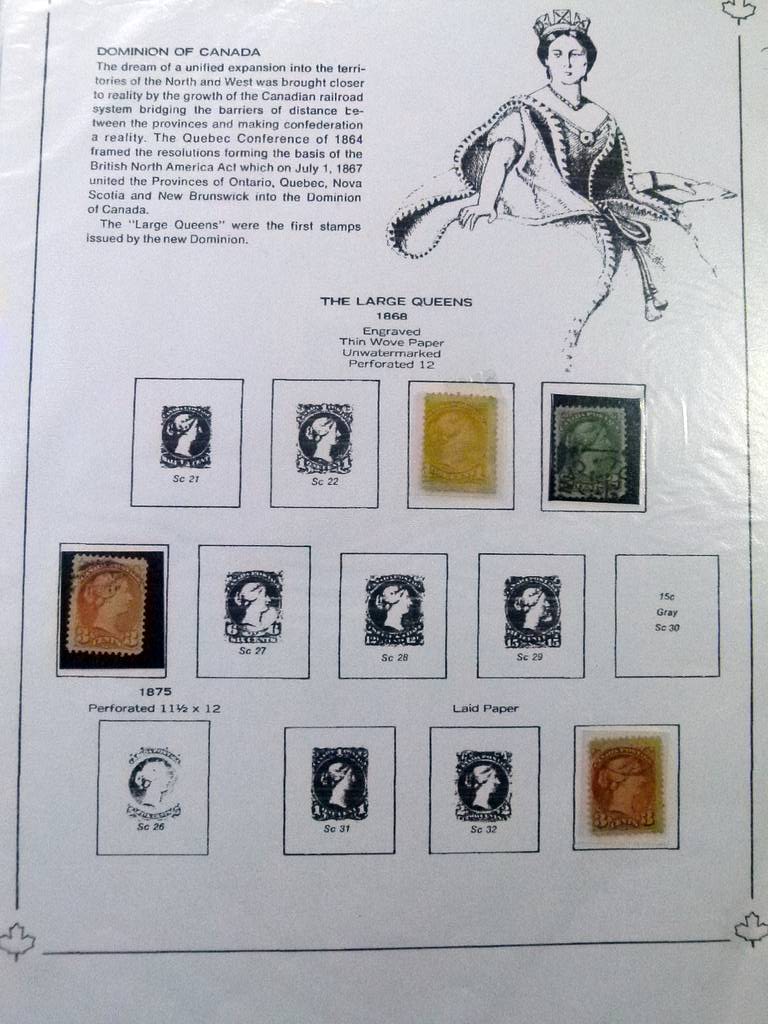 DOMINION OF CANADA
The dream of a unified expansion into the terri-
tories of the North and West was brought closer
to reality by the growth of the Canadian railroad
system bridging the barriers of distance be-
tween the provinces and making confederation
a reality. The Quebec Conference of 1864
framed the resolutions forming the basis of the
British North America Act which on July 1, 1867
united the Provinces of Ontario, Quebec, Nova
Scotia and New Brunswick into the Dominion
of Canada.
The "Large Queens" were the first stamps
issued by the new Dominion.
THE LARGE QUEENS
1868
Engraved
Thin Wove Paper
Unwatermarked
Perforated 12
Sc 21
Sc 22
Sc 27
Sc 28
Sc 29
15c
Gray
Sc 30
1875
Perforated 11½ x 12
Laid Paper
Sc 26
Sc 31
Sc 32
3 CENTS 3
3 CENTS 3